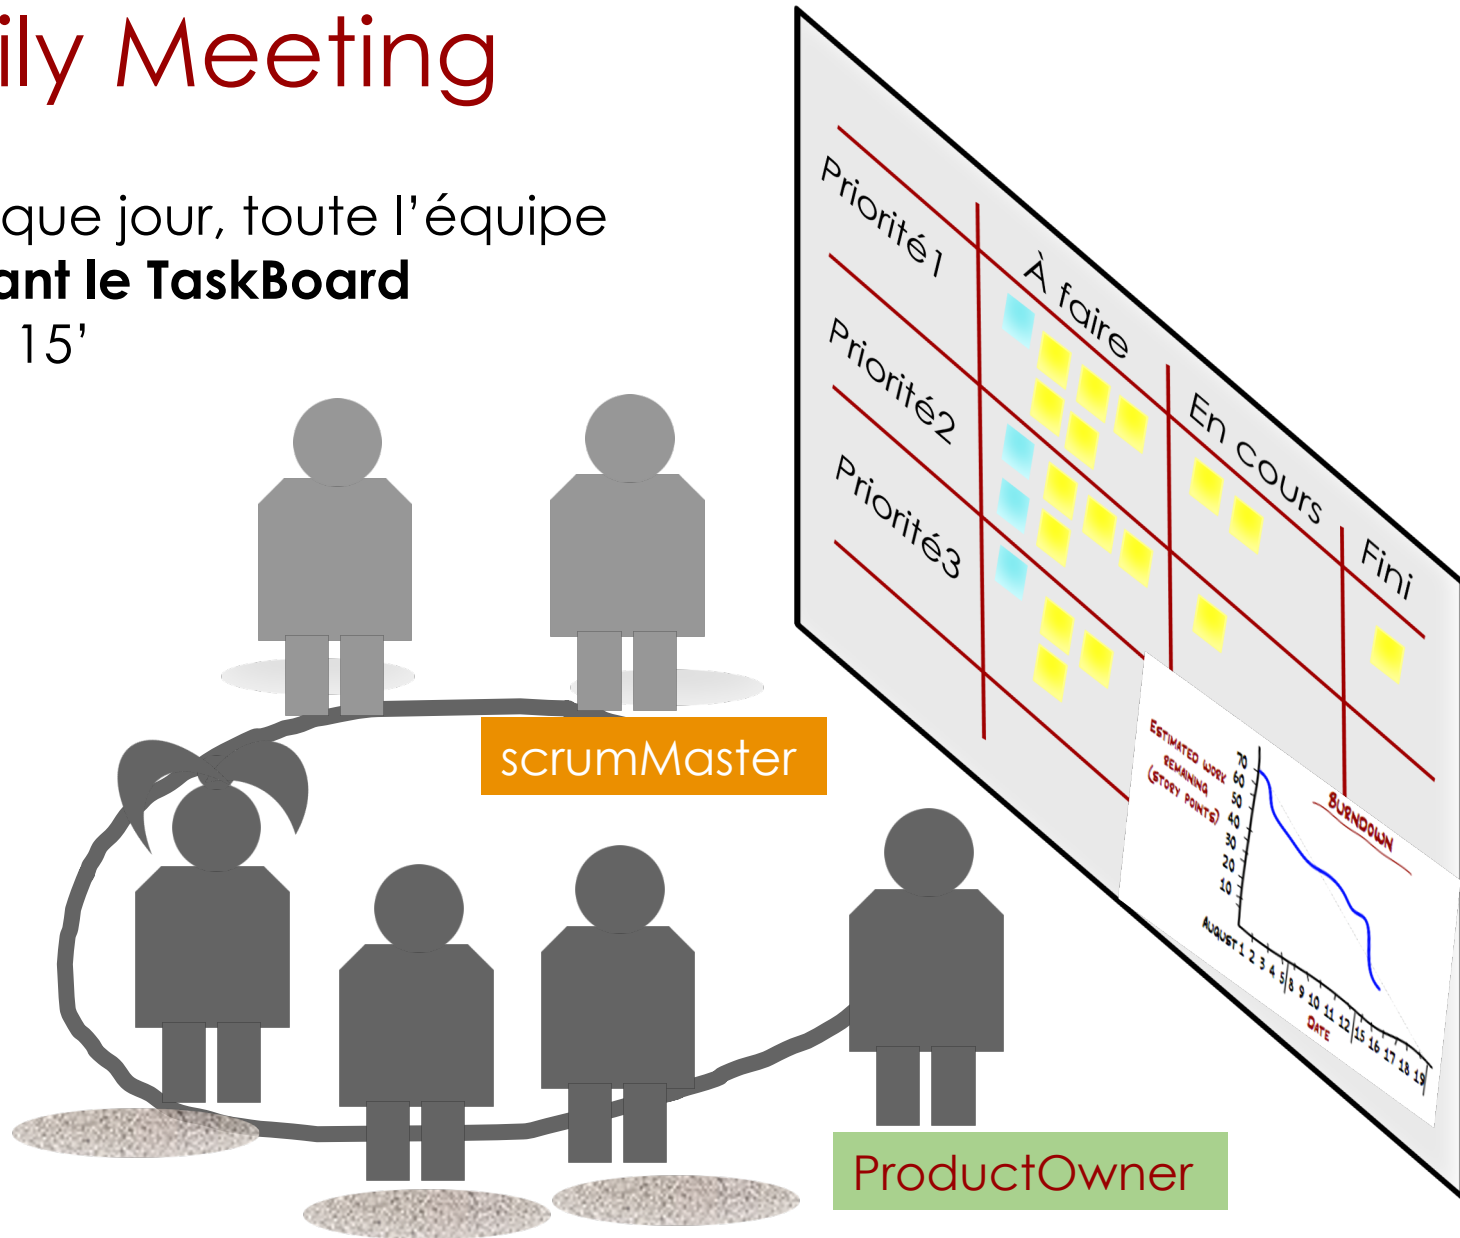 ily Meeting
que jour, toute l’équipe
ant le TaskBoard
15’
Priorité1
Priorité2
Priorité3
À faire
En cours
Fini
scrumMaster
ProductOwner
ESTIMATED WORK
REMAINING
(STORY POINTS)
70
60
50
40
30
20
10
BURNDOWN
AUGUST 1 2 3 4 5 8 9 10 11 12 15 16 17 18 19
DATE